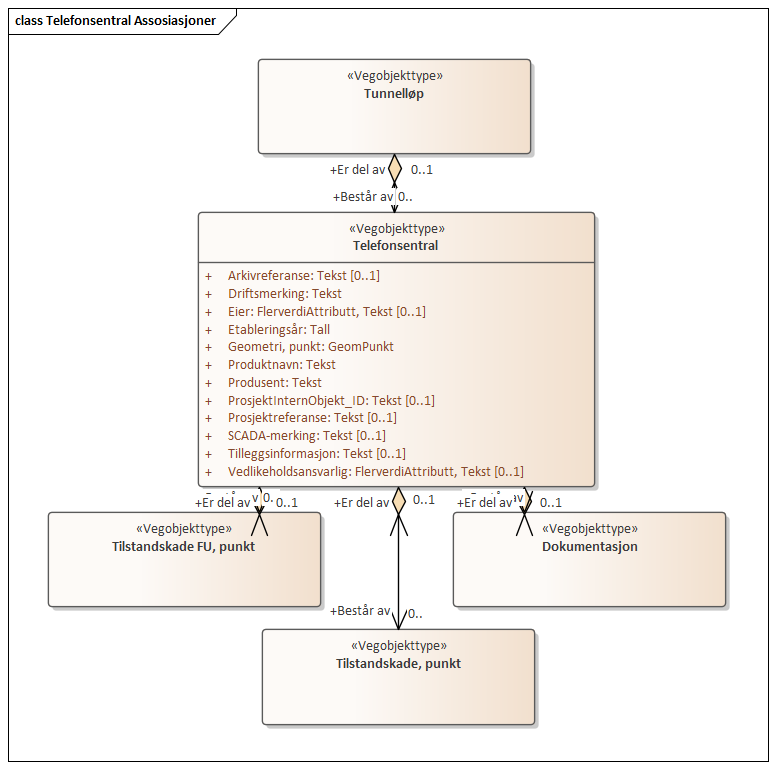 class Telefonsentral Assosiasjoner
«Vegobjekttype»
Tunnelløp
+Er del av 0..1
+Består av 0..
«Vegobjekttype»
Telefonsentral
+ Arkivreferanse: Tekst [0..1]
+ Driftsmerking: Tekst
+ Eier: FlerverdiAttributt, Tekst [0..1]
+ Etableringsår: Tall
+ Geometri, punkt: GeomPunkt
+ Produktnavn: Tekst
+ Produsent: Tekst
+ ProsjektInternObjekt_ID: Tekst [0..1]
+ Prosjektreferanse: Tekst [0..1]
+ SCADA-merking: Tekst [0..1]
+ Tilleggsinformasjon: Tekst [0..1]
+ Vedlikeholdsansvarlig: FlerverdiAttributt, Tekst [0..1]
+Er del av 0..1
+Er del av 0..1
+Er del av 0..1
«Vegobjekttype»
Tilstandskade FU, punkt
«Vegobjekttype»
Dokumentasjon
+Består av 0..
«Vegobjekttype»
Tilstandskade, punkt